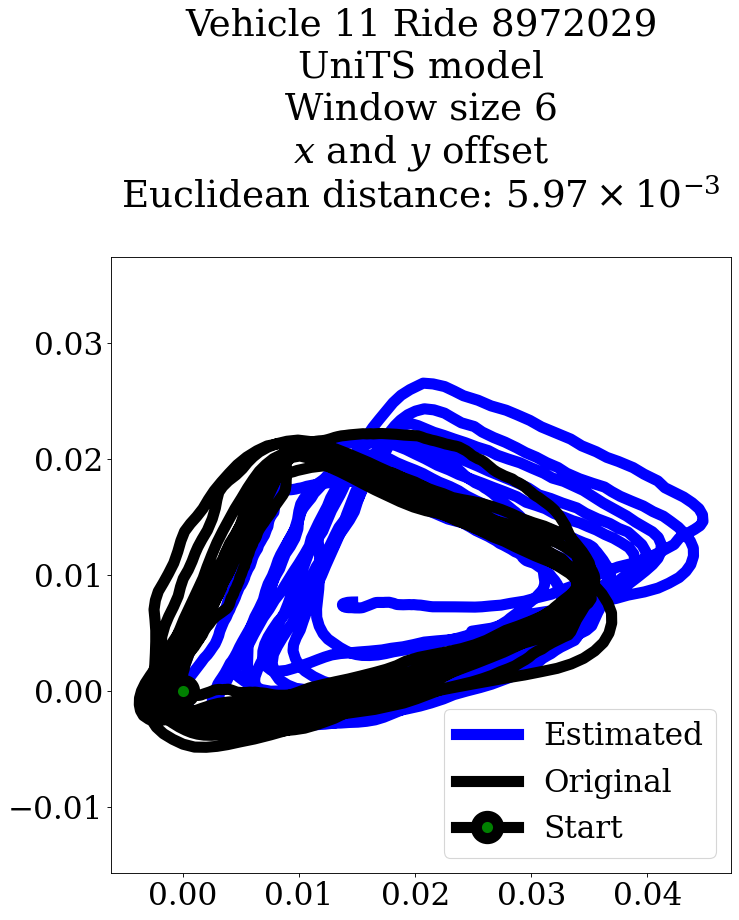 Vehicle 11 Ride 8972029
UniTS model
Window size 6
x and y offset
Euclidean distance: 5.97 × 10⁻³
0.03
0.02
0.01
0.00
−0.01
Estimated
Original
Start
0.00 0.01 0.02 0.03 0.04